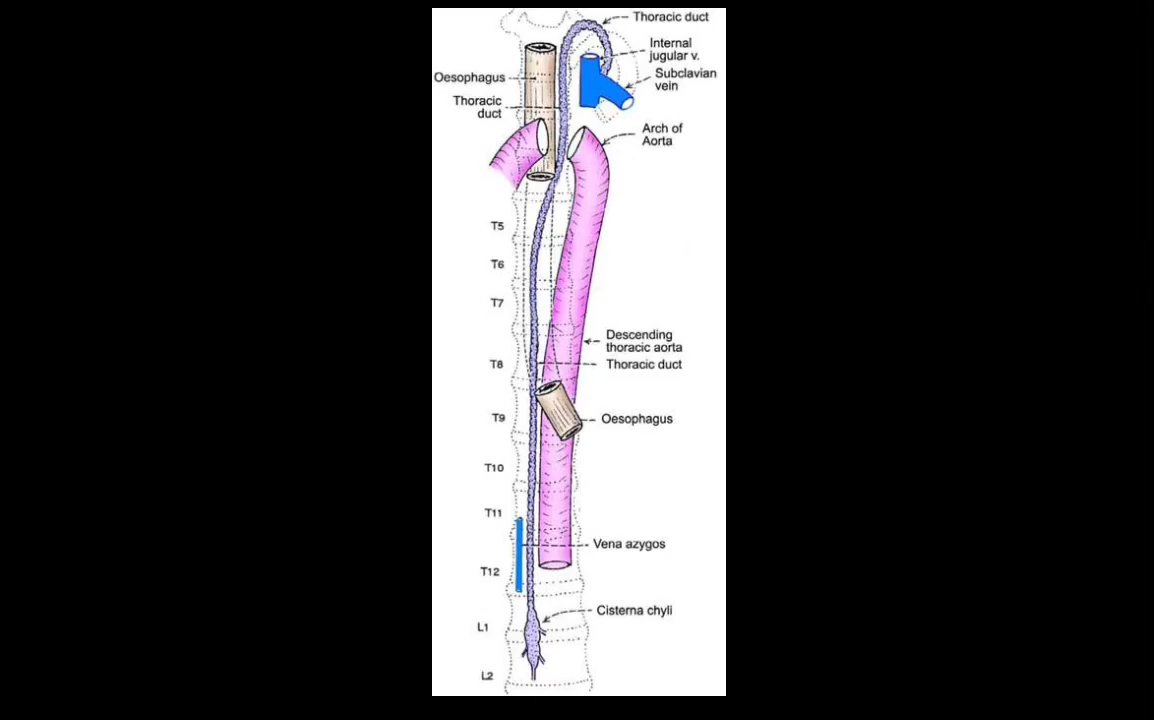 Thoracic duct
Internal
jugular v.
Subclavian
vein
Oesophagus
Thoracic
duct
Arch of
Aorta
T5
T6
T7
Descending
thoracic aorta
T8
Thoracic duct
T9
Oesophagus
T10
T11
Vena azygos
T12
Cisterna chyli
L1
L2